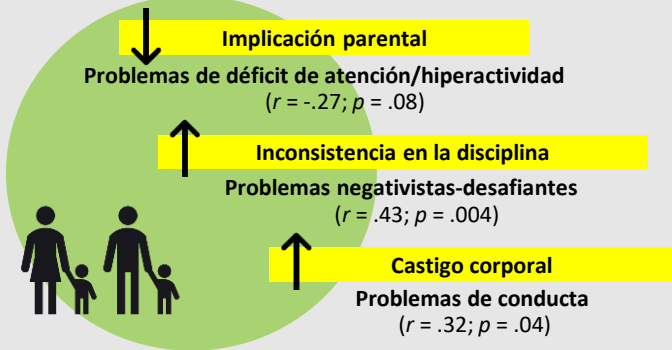 Implicación parental
Problemas de déficit de atención/hiperactividad
(r = -.27; p = .08)
Inconsistencia en la disciplina
Problemas negativistas-desafiantes
(r = .43; p = .004)
Castigo corporal
Problemas de conducta
(r = .32; p = .04)